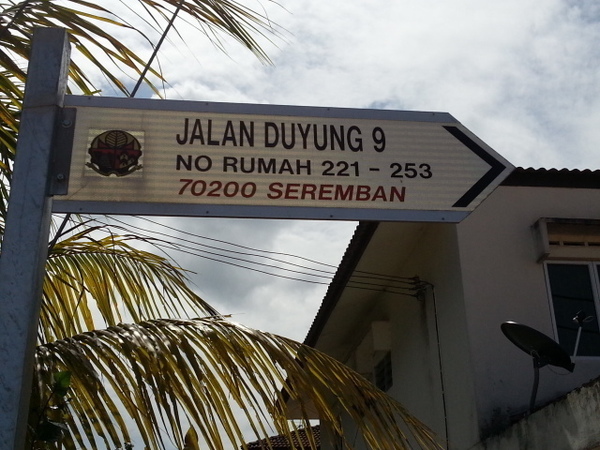 JALAN DUYUNG 9
NO RUMAH 221 - 253
70200 SEREMBAN